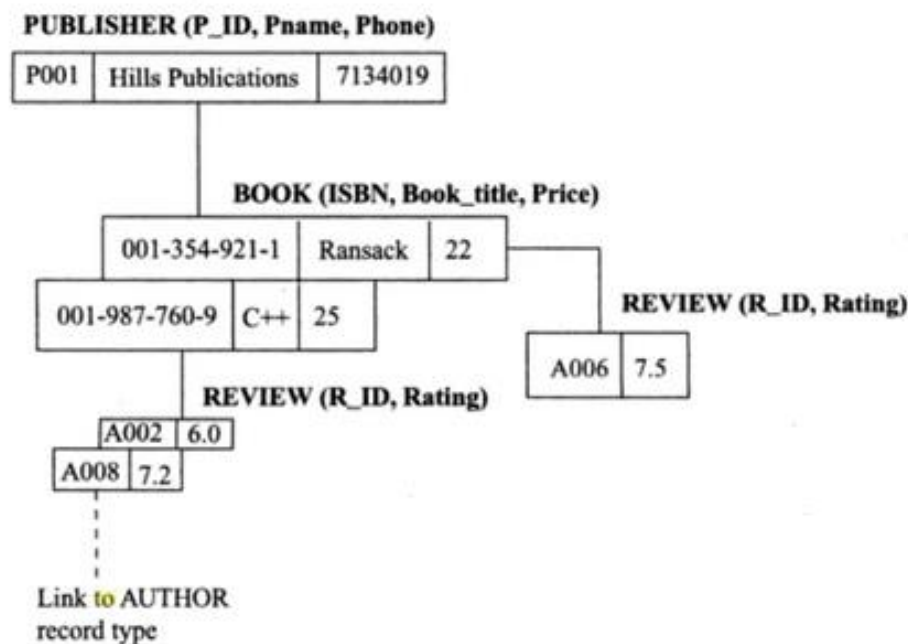 PUBLISHER (P_ID, Pname, Phone)
P001 Hills Publications 7134019
BOOK (ISBN, Book_title, Price)
001-354-921-1 Ransack 22
001-987-760-9 C++ 25
REVIEW (R_ID, Rating)
A006 7.5
REVIEW (R_ID, Rating)
A002 6.0
A008 7.2
Link to AUTHOR
record type